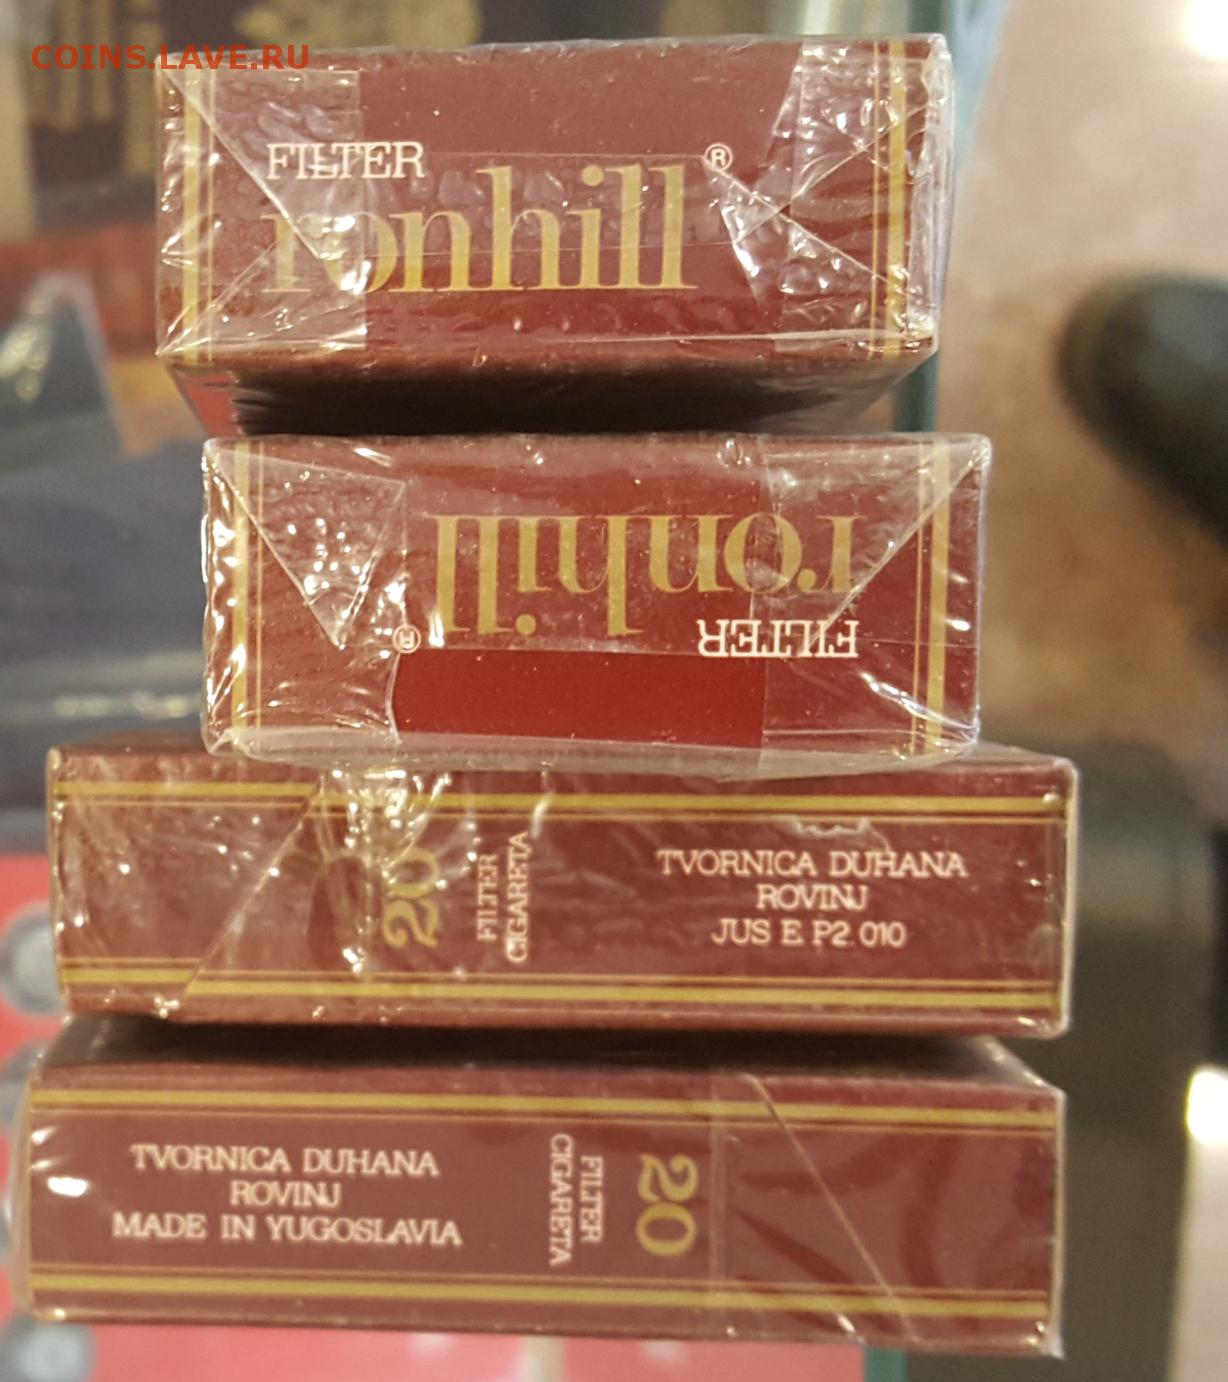 COINS.LAVE.RU
FILTER
ronhill®
ronhill®
FILTER
20
FILTER
CIGARETA
TVORNICA DUHANA
ROVINJ
JUS E. P2. 010
TVORNICA DUHANA
ROVINJ
MADE IN YUGOSLAVIA
20
FILTER
CIGARETA